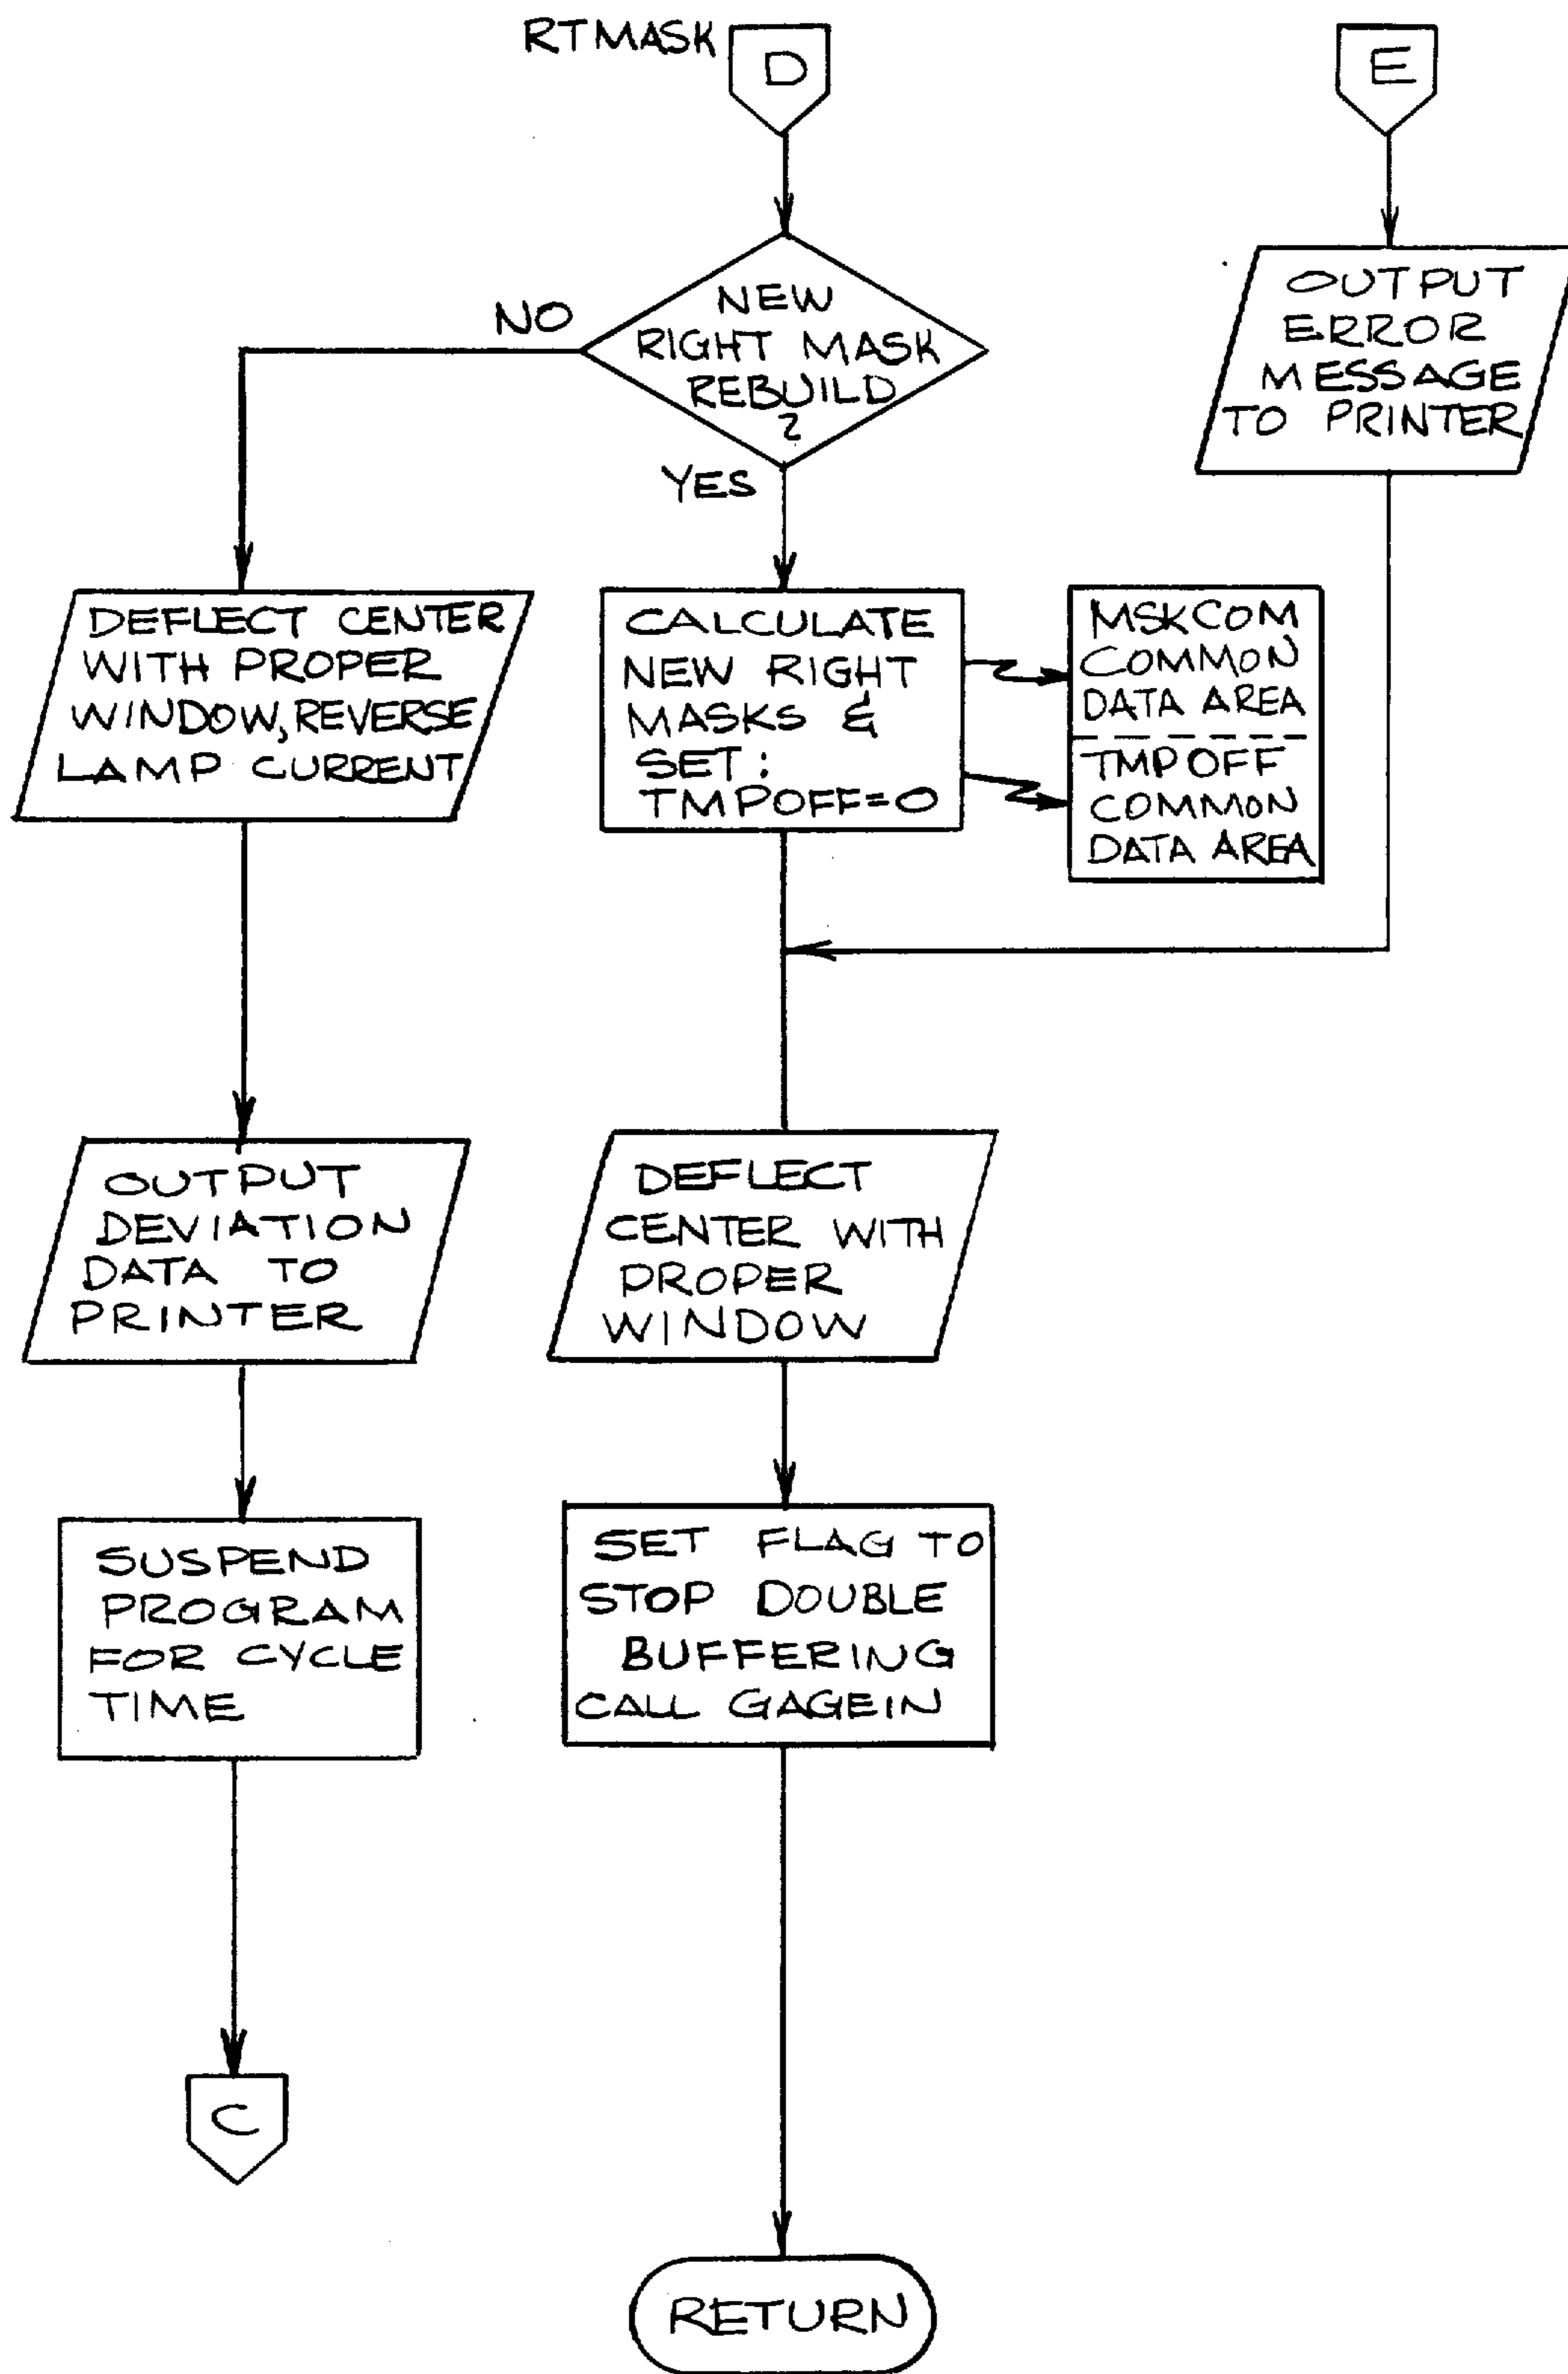 RTMASK
D
E
NEW
RIGHT MASK
REBUILD
?
NO
YES
OUTPUT
ERROR
MESSAGE
TO PRINTER
DEFLECT CENTER
WITH PROPER
WINDOW, REVERSE
LAMP CURRENT
CALCULATE
NEW RIGHT
MASKS &
SET:
TMPOFF=0
MSKCOM
COMMON
DATA AREA
TMPOFF
COMMON
DATA AREA
OUTPUT
DEVIATION
DATA TO
PRINTER
DEFLECT
CENTER WITH
PROPER
WINDOW
SUSPEND
PROGRAM
FOR CYCLE
TIME
SET FLAG TO
STOP DOUBLE
BUFFERING
CALL GAGEIN
C
RETURN